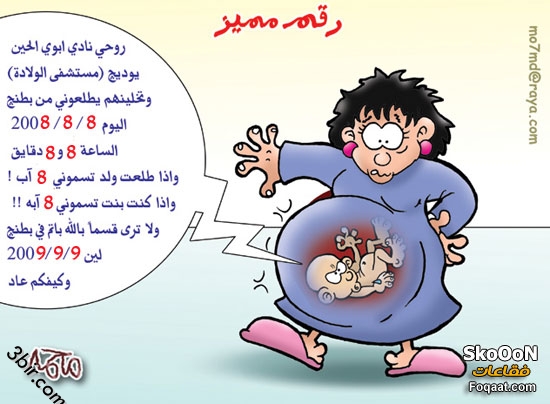 رقم مميز
mo7md@raya.com
روحي نادي ابوي الحين
يوديج (مستشفى الولادة)
وتخلينهم يطلعوني من بطنج
اليوم 8 / 8 / 2008
الساعة 8 و 8 دقايق
واذا طلعت ولد تسموني 8 آب !
واذا كنت بنت تسموني 8 آبه !!
ولا ترى قسماً بالله باتم في بطنج
لين 9/9/2009
وكيفكم عاد
3bir.com
SkoOoN
فقاعات
Foqaat.com